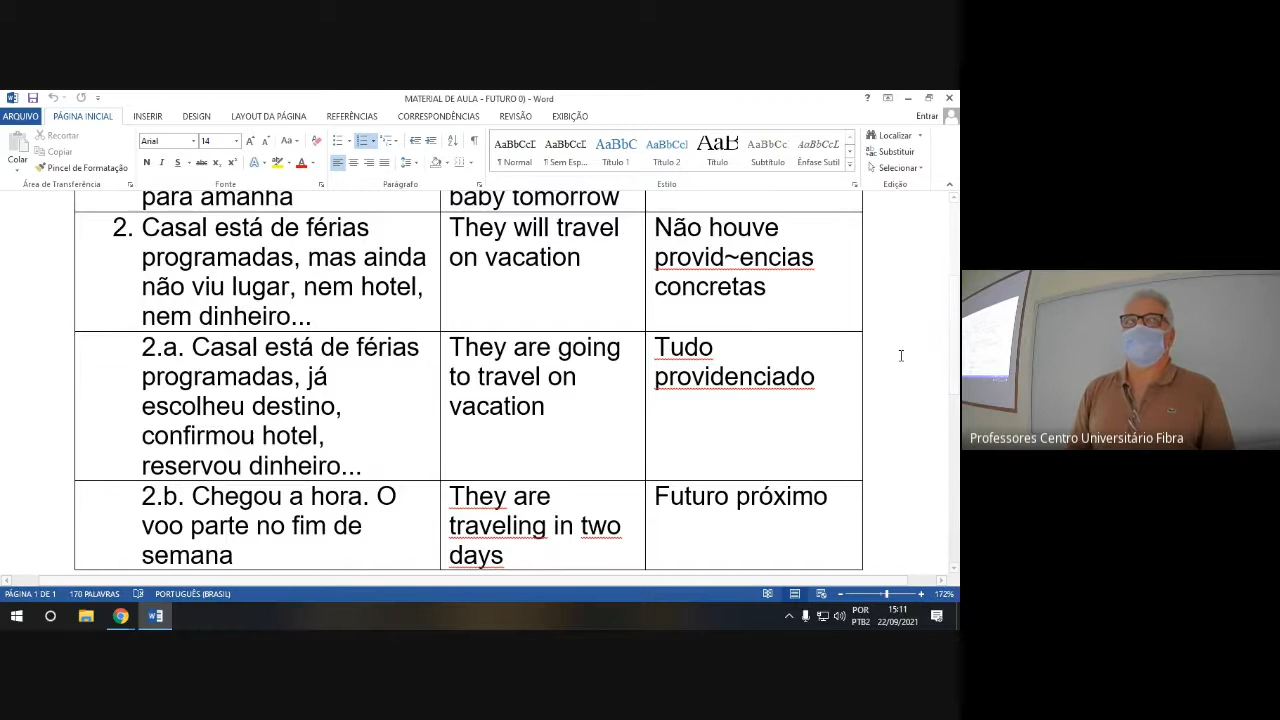 MATERIAL DE AULA - FUTURO 0) - Word
ARQUIVO PÁGINA INICIAL INSERIR DESIGN LAYOUT DA PÁGINA REFERÊNCIAS CORRESPONDÊNCIAS REVISÃO EXIBIÇÃO Entrar
Colar
Recortar
Copiar
Pincel de Formatação
Área de Transferência
Arial 14
Fonte
Parágrafo
AaBbCcI AaBbCcI AaBbC AaBbCcl AaB AaBbCc AaBbCcL
¶ Normal ¶ Sem Esp... Título 1 Título 2 Título Subtítulo Ênfase Sutil
Estilo
Localizar
Substituir
Selecionar
Edição
para amanhã
baby tomorrow
2. Casal está de férias
programadas, mas ainda
não viu lugar, nem hotel,
nem dinheiro...
They will travel
on vacation
Não houve
provid~encias
concretas
2.a. Casal está de férias
programadas, já
escolheu destino,
confirmou hotel,
reservou dinheiro...
They are going
to travel on
vacation
Tudo
providenciado
2.b. Chegou a hora. O
voo parte no fim de
semana
They are
traveling in two
days
Futuro próximo
PÁGINA 1 DE 1 170 PALAVRAS PORTUGUÊS (BRASIL) 172%
POR
PTB2
15:11
22/09/2021
Professores Centro Universitário Fibra